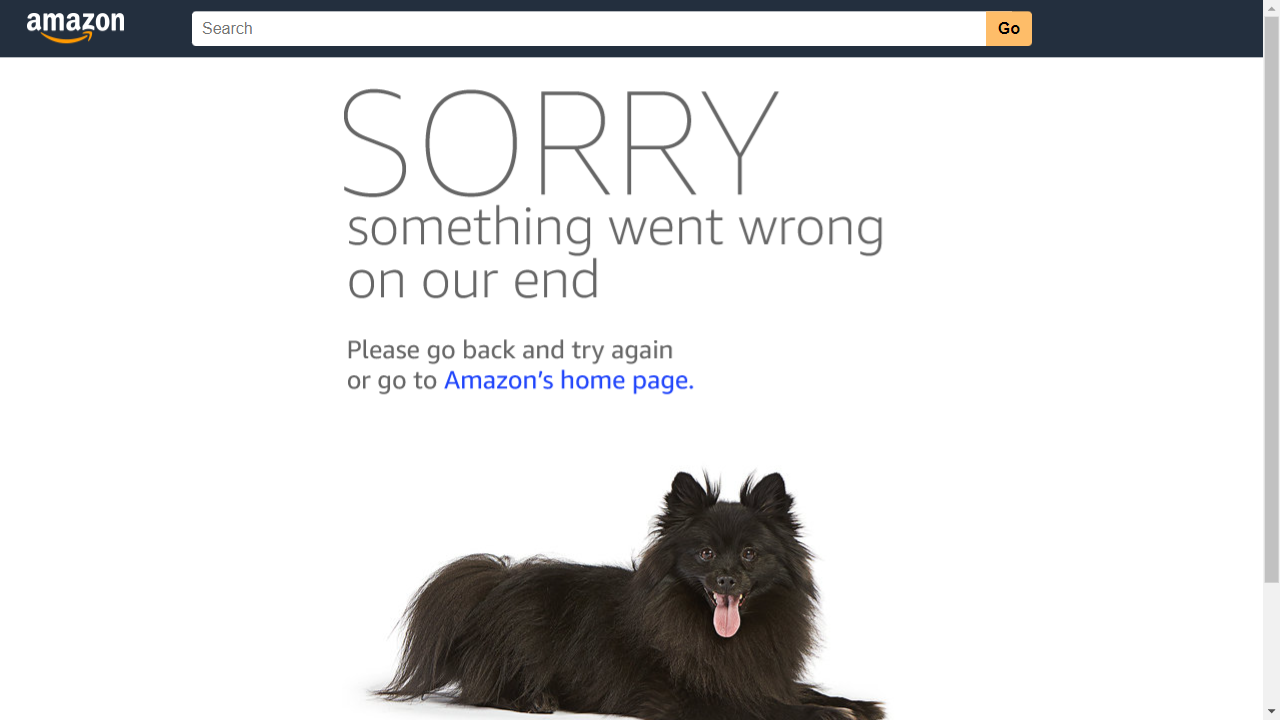 amazon
Search
Go
SORRY
something went wrong
on our end
Please go back and try again
or go to Amazon's home page.